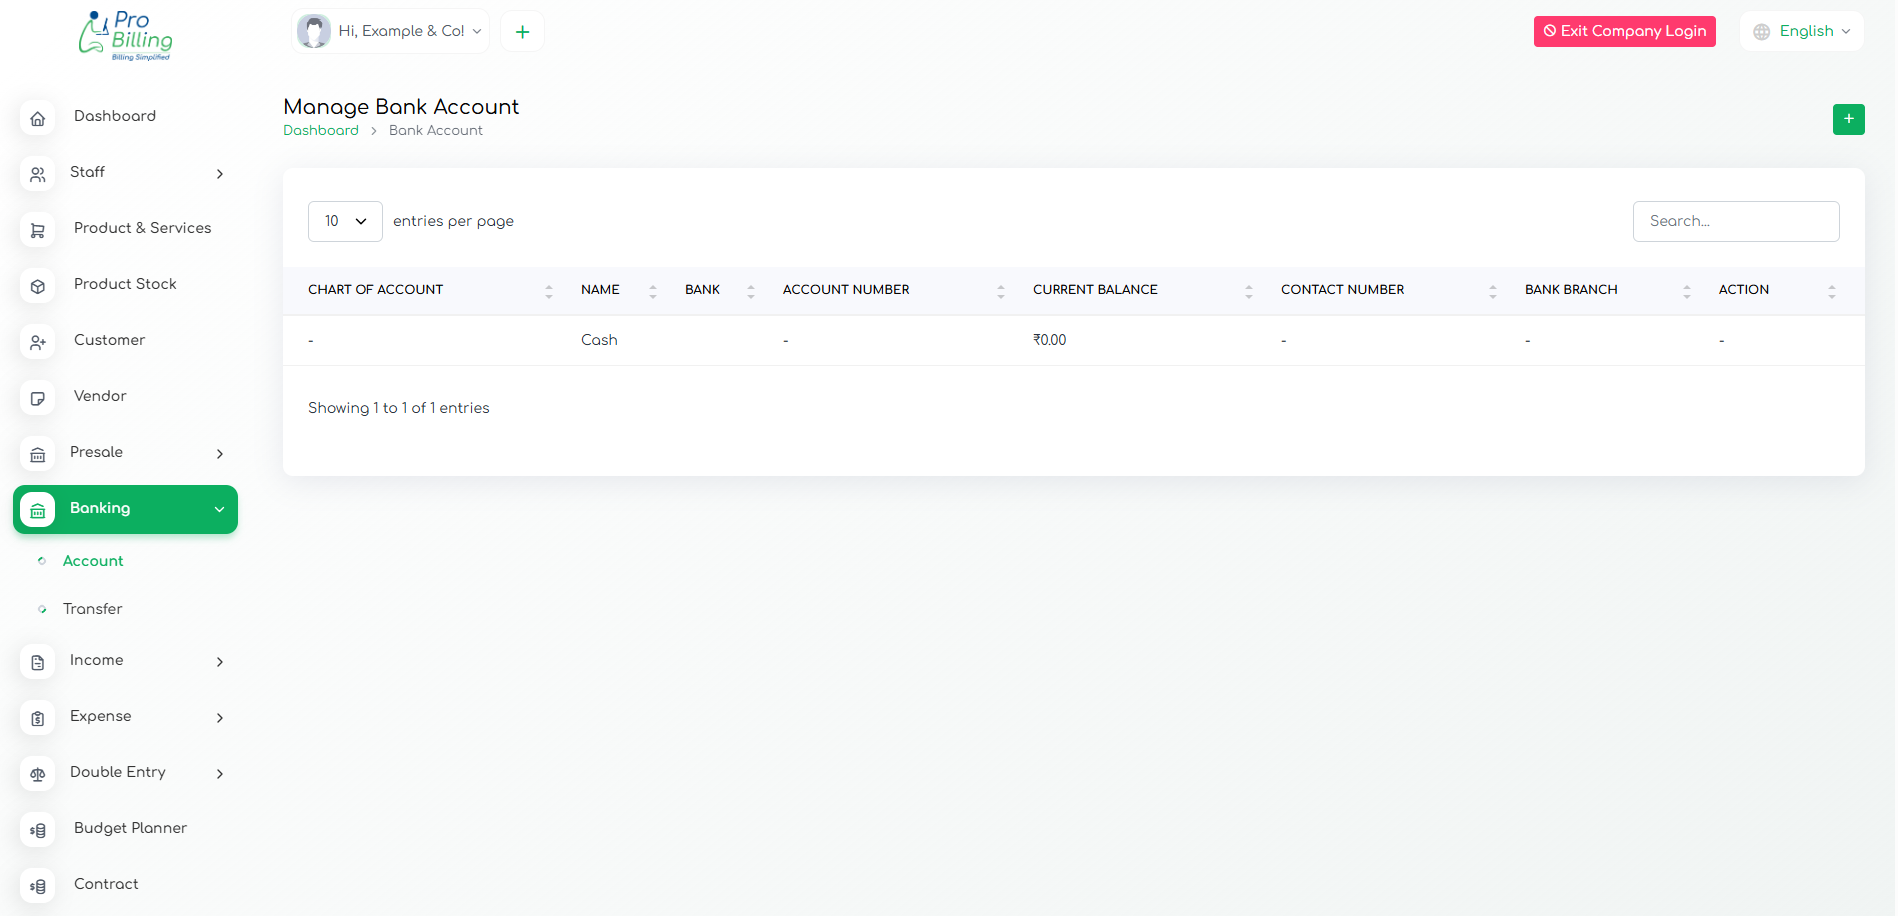 Pro
Billing
Billing Simplified
Hi, Example & Co!
+
Exit Company Login
English
Dashboard
Staff
Product & Services
Product Stock
Customer
Vendor
Presale
Banking
Account
Transfer
Income
Expense
Double Entry
Budget Planner
Contract
Manage Bank Account
Dashboard > Bank Account
+
10 entries per page
Search...
CHART OF ACCOUNT NAME BANK ACCOUNT NUMBER CURRENT BALANCE CONTACT NUMBER BANK BRANCH ACTION
- Cash - ₹0.00 - - -
Showing 1 to 1 of 1 entries